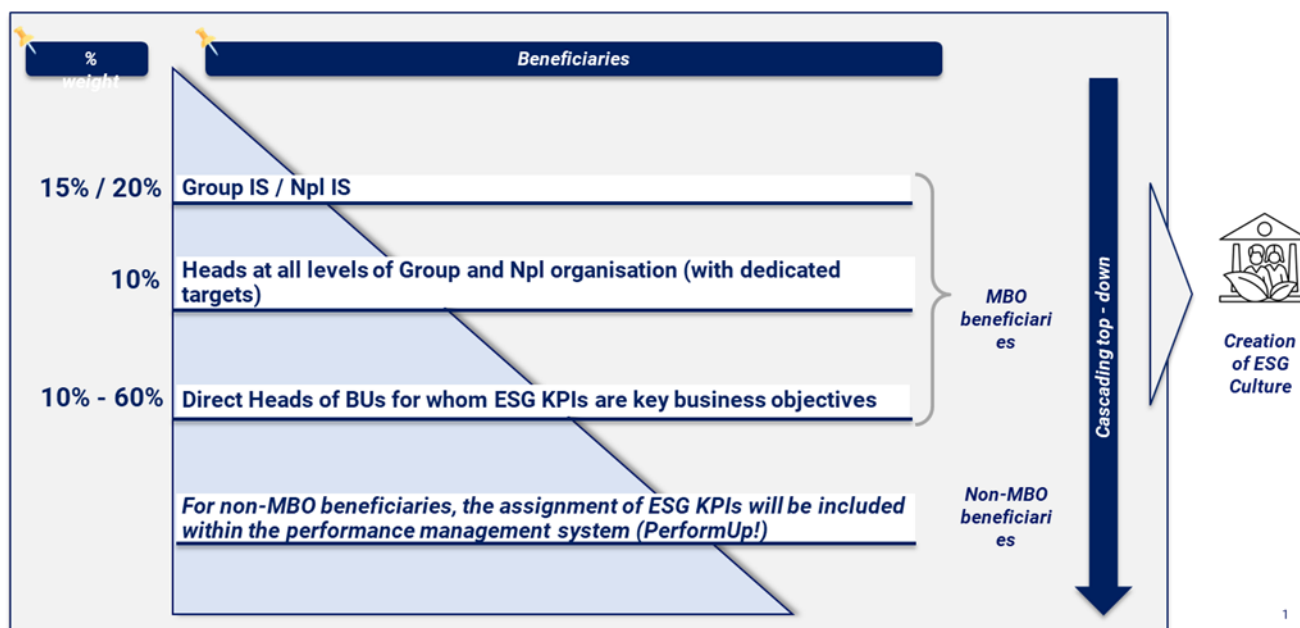 %
weight
Beneficiaries
15% / 20%
Group IS / Npl IS
10%
Heads at all levels of Group and Npl organisation (with dedicated
targets)
10% - 60%
Direct Heads of BUs for whom ESG KPIs are key business objectives
For non-MBO beneficiaries, the assignment of ESG KPIs will be included
within the performance management system (PerformUp!)
MBO
beneficiari
es
Non-MBO
beneficiari
es
Cascading top - down
Creation
of ESG
Culture
1